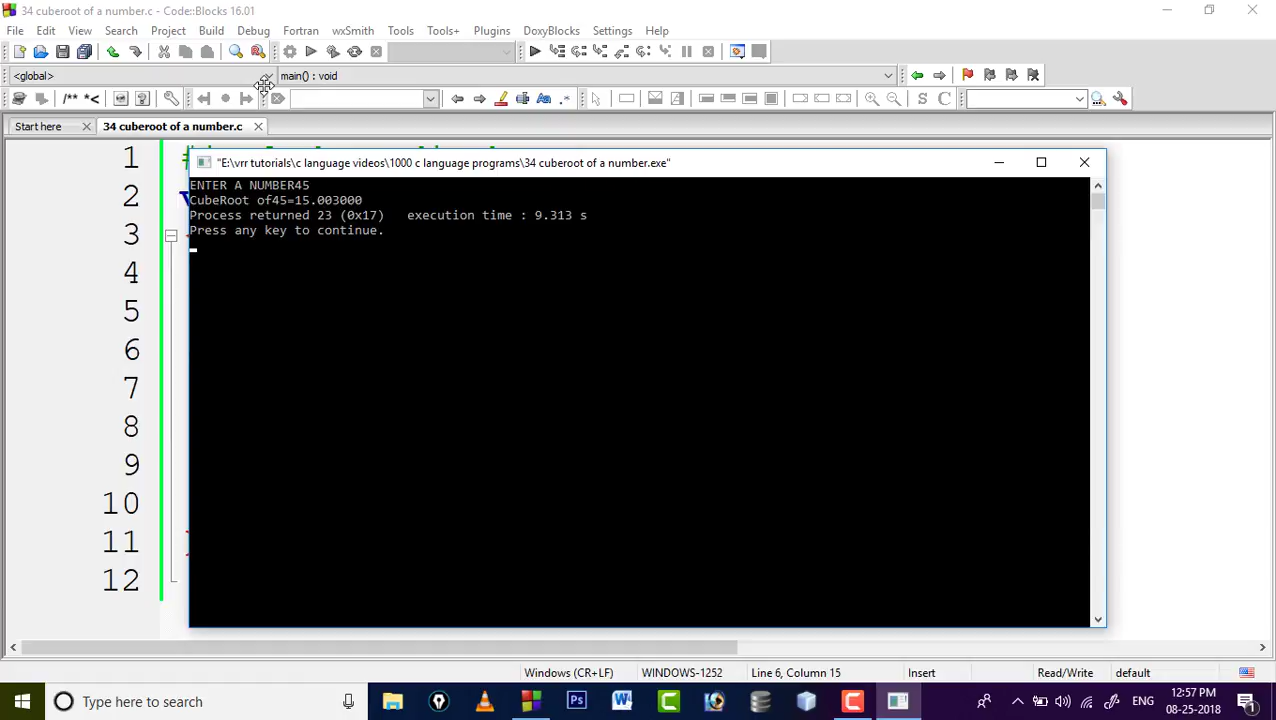 34 cuberoot of a number.c - Code::Blocks 16.01
File Edit View Search Project Build Debug Fortran wxSmith Tools Tools+ Plugins DoxyBlocks Settings Help
<global> main() : void
/** *<
.*
S C
Start here 34 cuberoot of a number.c
"E:\vrr tutorials\c language videos\1000 c language programs\34 cuberoot of a number.exe"
ENTER A NUMBER45
CubeRoot of45=15.003000
Process returned 23 (0x17) execution time : 9.313 s
Press any key to continue.
1
2
3
4
5
6
7
8
9
10
11
12
Windows (CR+LF) WINDOWS-1252 Line 6, Column 15 Insert Read/Write default
Type here to search
ENG
12:57 PM
08-25-2018